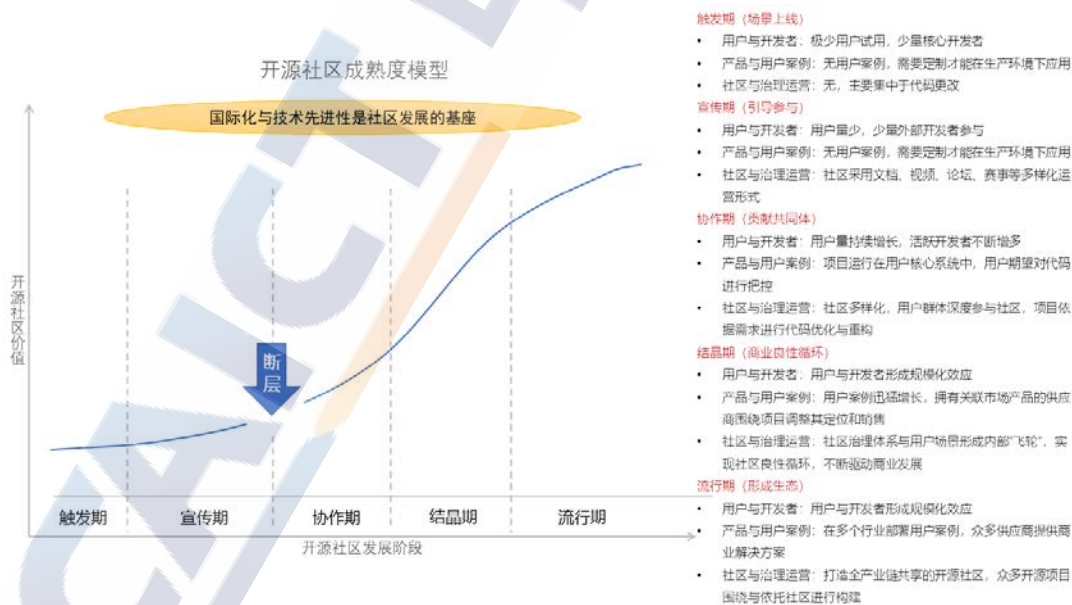 开源社区成熟度模型
国际化与技术先进性是社区发展的基座
开源社区价值
断层
触发期
宣传期
协作期
结晶期
流行期
开源社区发展阶段
CAICT
触发期（场景上线）
• 用户与开发者：极少用户试用，少量核心开发者
• 产品与用户案例：无用户案例，需要定制才能在生产环境下应用
• 社区与治理运营：无，主要集中于代码更改
宣传期（引导参与）
• 用户与开发者：用户量少，少量外部开发者参与
• 产品与用户案例：无用户案例，需要定制才能在生产环境下应用
• 社区与治理运营：社区采用文档、视频、论坛、赛事等多样化运
营形式
协作期（贡献共同体）
• 用户与开发者：用户量持续增长，活跃开发者不断增多
• 产品与用户案例：项目运行在用户核心系统中，用户期望对代码
进行把控
• 社区与治理运营：社区多样化，用户群体深度参与社区，项目依
据需求进行代码优化与重构
结晶期（商业良性循环）
• 用户与开发者：用户与开发者形成规模化效应
• 产品与用户案例：用户案例迅猛增长，拥有关联市场产品的供应
商围绕项目调整其定位和销售
• 社区与治理运营：社区治理体系与用户场景形成内部“飞轮”，实
现社区良性循环，不断驱动商业发展
流行期（形成生态）
• 用户与开发者：用户与开发者形成规模化效应
• 产品与用户案例：在多个行业部署用户案例，众多供应商提供商
业解决方案
• 社区与治理运营：打造全产业链共享的开源社区，众多开源项目
围绕与依托社区进行构建